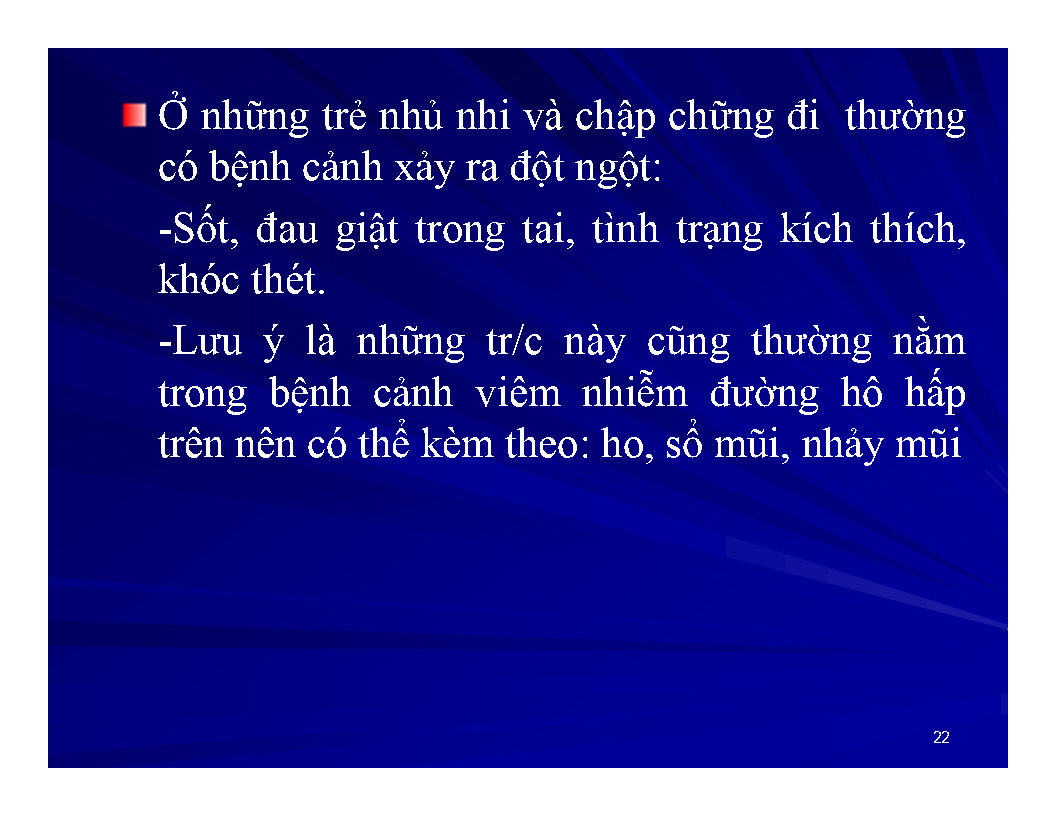 Ở những trẻ nhủ nhi và chập chững đi thường
có bệnh cảnh xảy ra đột ngột:
-Sốt, đau giật trong tai, tình trạng kích thích,
khóc thét.
-Lưu ý là những tr/c này cũng thường nằm
trong bệnh cảnh viêm nhiễm đường hô hấp
trên nên có thể kèm theo: ho, sổ mũi, nhảy mũi
22